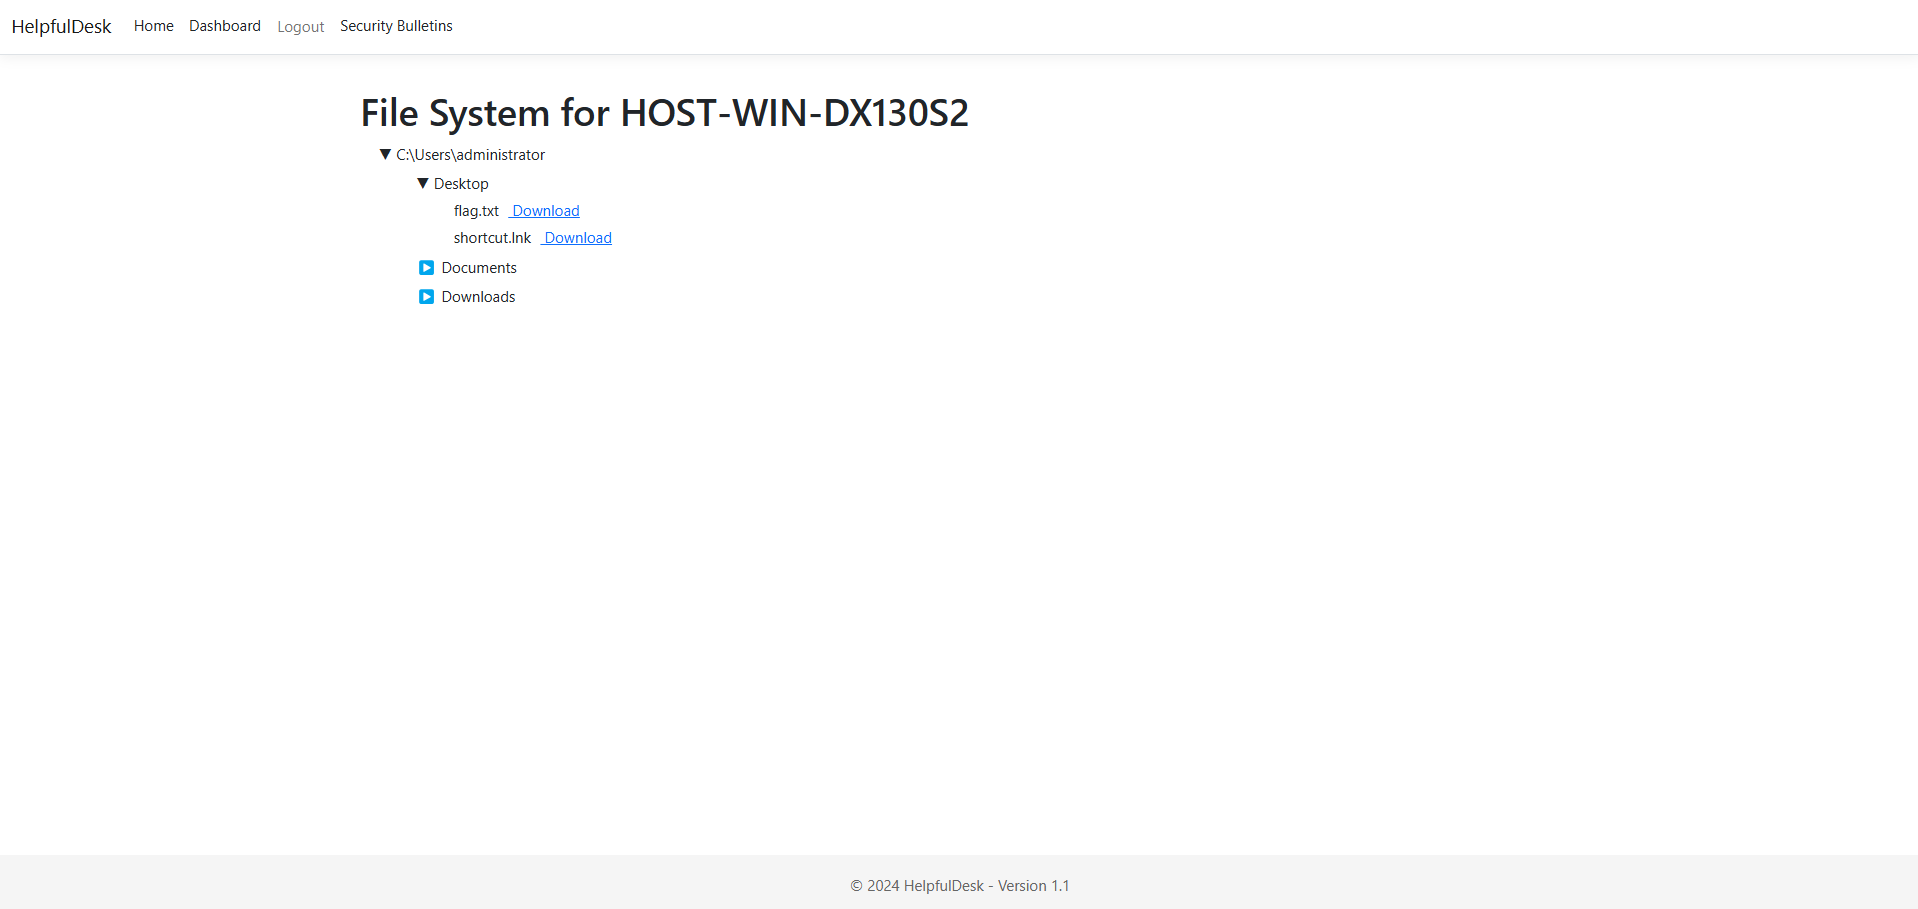 HelpfulDesk Home Dashboard Logout Security Bulletins
File System for HOST-WIN-DX130S2
▼ C:\Users\administrator
▼ Desktop
flag.txt Download
shortcut.lnk Download
▶ Documents
▶ Downloads
© 2024 HelpfulDesk - Version 1.1